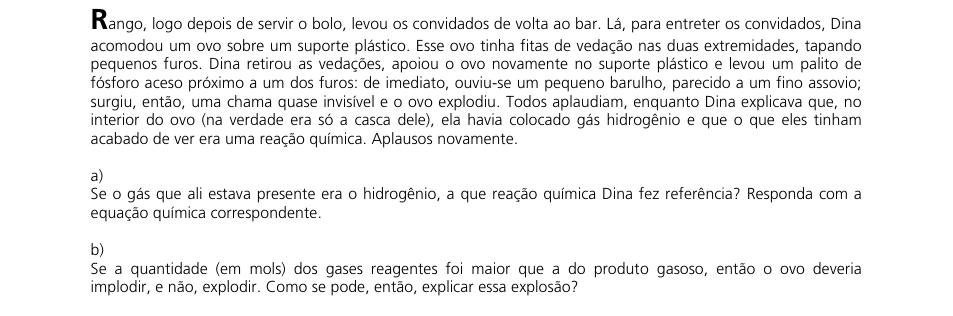 Rango, logo depois de servir o bolo, levou os convidados de volta ao bar. Lá, para entreter os convidados, Dina
acomodou um ovo sobre um suporte plástico. Esse ovo tinha fitas de vedação nas duas extremidades, tapando
pequenos furos. Dina retirou as vedações, apoiou o ovo novamente no suporte plástico e levou um palito de
fósforo aceso próximo a um dos furos: de imediato, ouviu-se um pequeno barulho, parecido a um fino assovio;
surgiu, então, uma chama quase invisível e o ovo explodiu. Todos aplaudiam, enquanto Dina explicava que, no
interior do ovo (na verdade era só a casca dele), ela havia colocado gás hidrogênio e que o que eles tinham
acabado de ver era uma reação química. Aplausos novamente.
a)
Se o gás que ali estava presente era o hidrogênio, a que reação química Dina fez referência? Responda com a
equação química correspondente.
b)
Se a quantidade (em mols) dos gases reagentes foi maior que a do produto gasoso, então o ovo deveria
implodir, e não, explodir. Como se pode, então, explicar essa explosão?